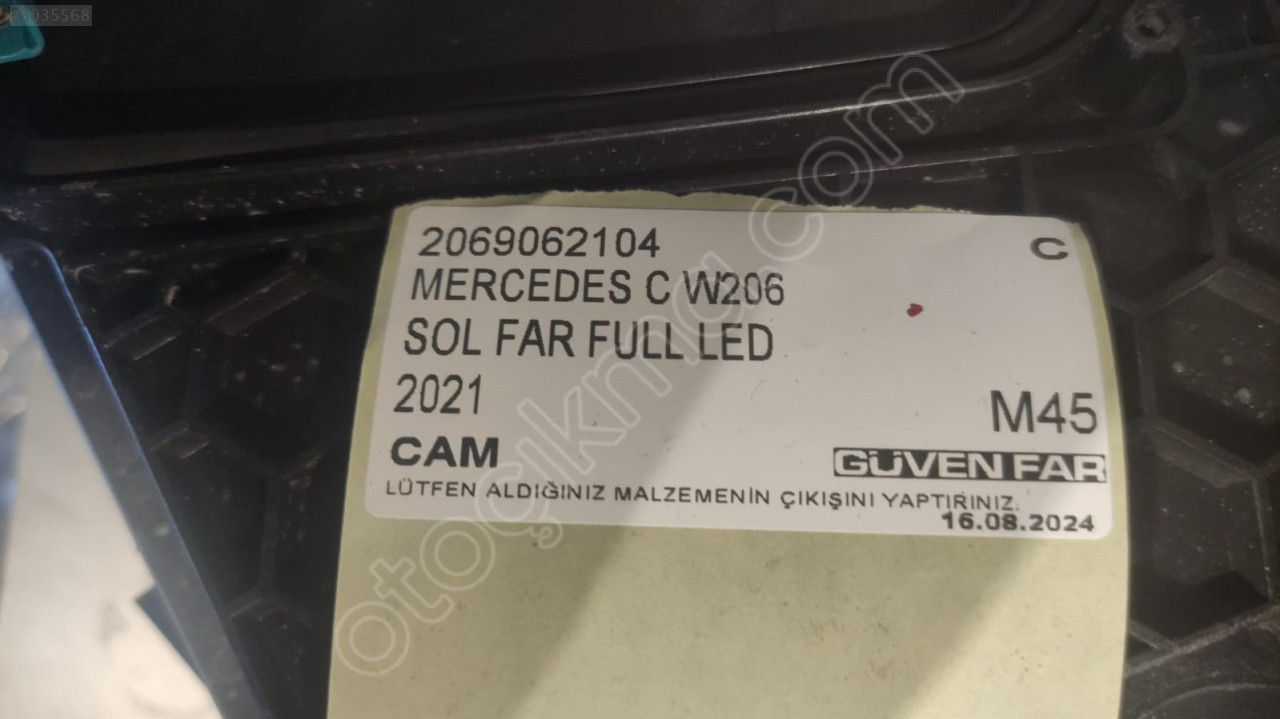 3035568
2069062104 C
MERCEDES C W206
SOL FAR FULL LED
2021 M45
CAM GÜVEN FAR
LÜTFEN ALDIĞINIZ MALZEMENİN ÇIKIŞINI YAPTIRINIZ.
16.08.2024
otoçıkma.com